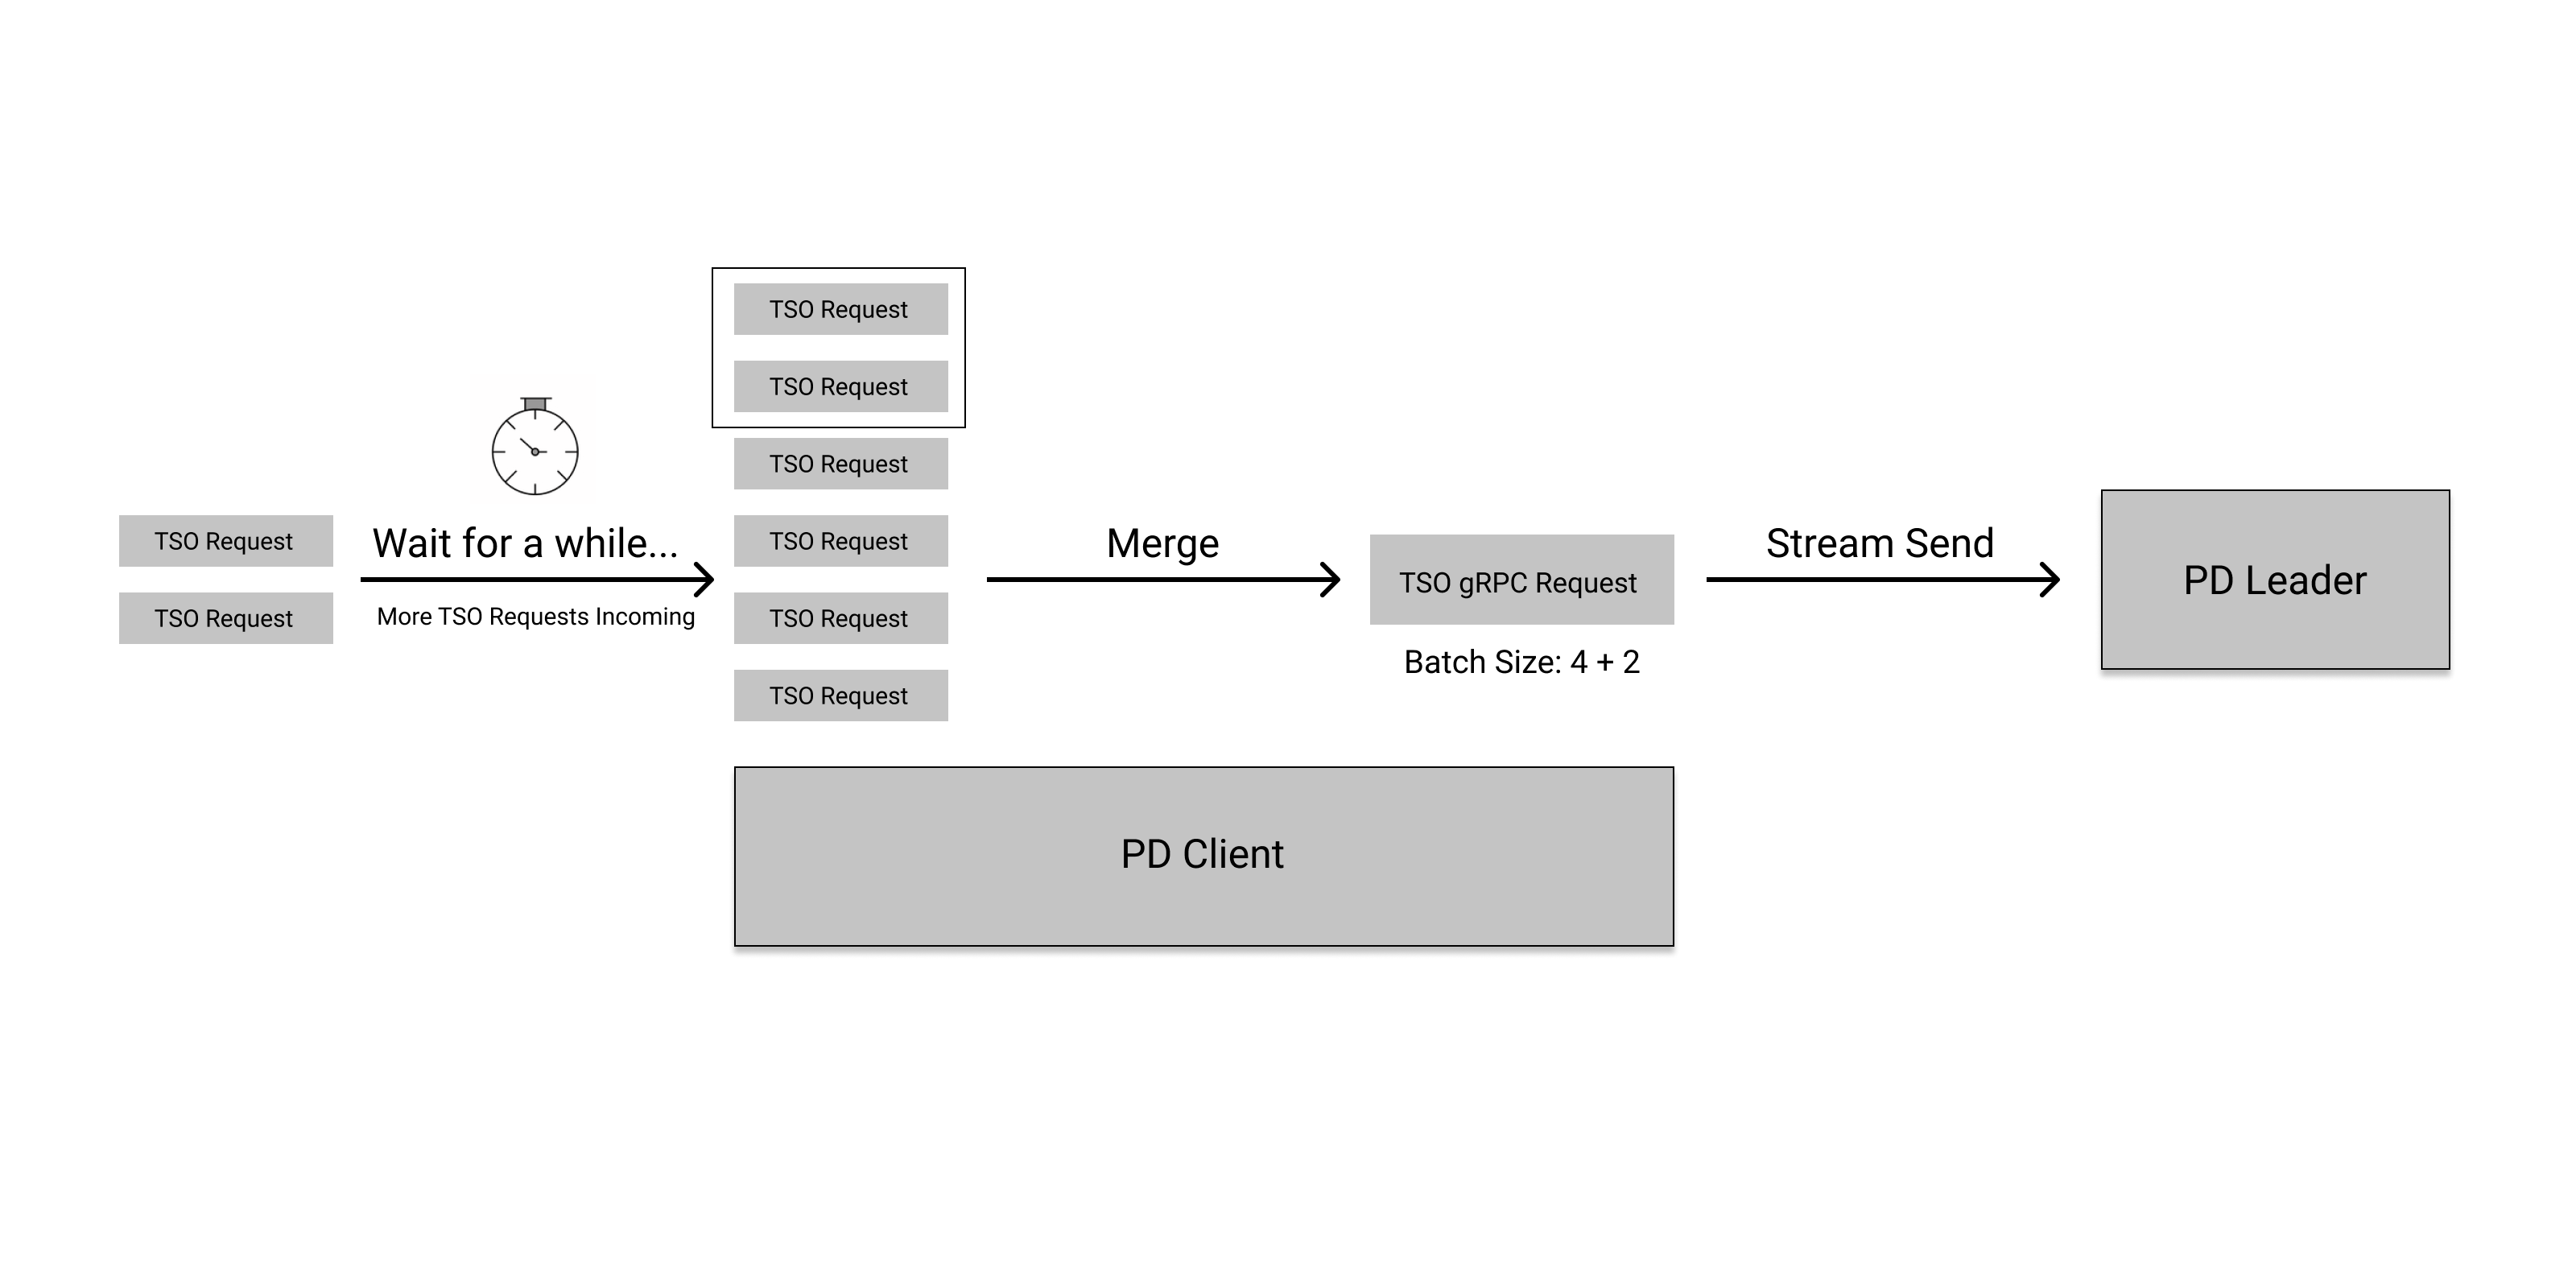 TSO Request
TSO Request
Wait for a while...
More TSO Requests Incoming
TSO Request
TSO Request
TSO Request
TSO Request
TSO Request
TSO Request
Merge
TSO gRPC Request
Batch Size: 4 + 2
Stream Send
PD Leader
PD Client